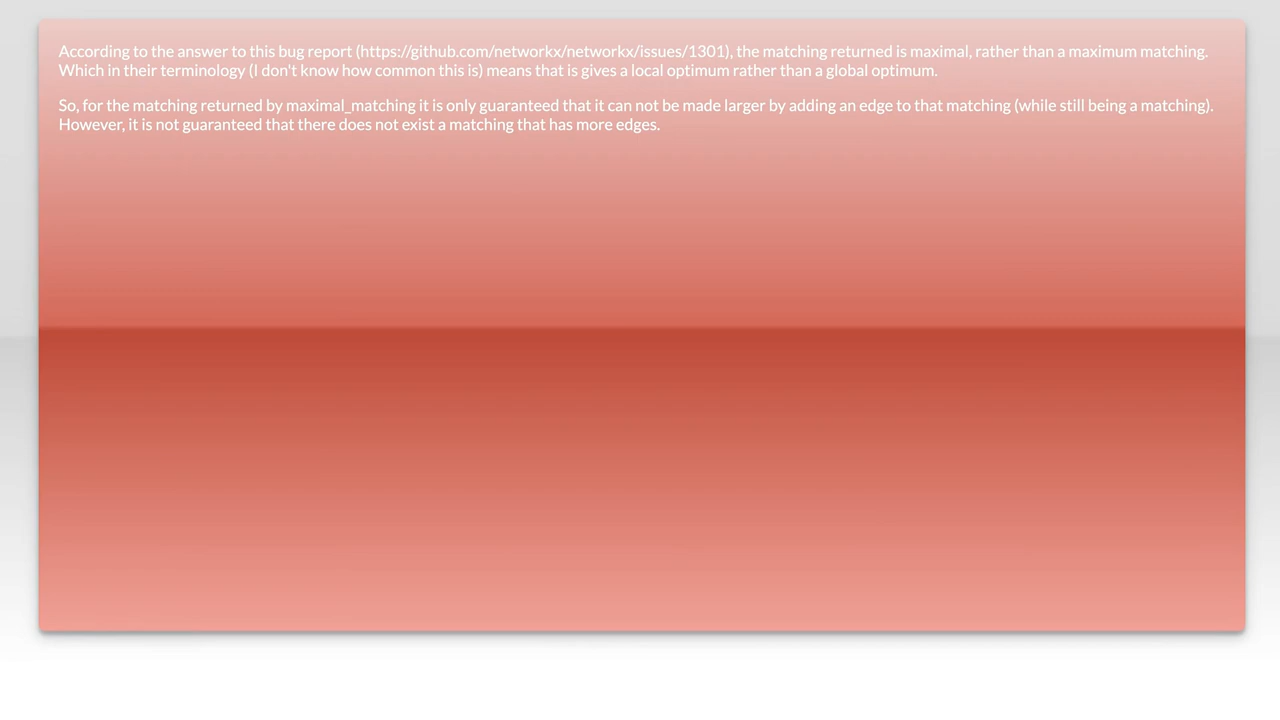 According to the answer to this bug report (https://github.com/networkx/networkx/issues/1301), the matching returned is maximal, rather than a maximum matching.
Which in their terminology (I don't know how common this is) means that is gives a local optimum rather than a global optimum.
So, for the matching returned by maximal_matching it is only guaranteed that it can not be made larger by adding an edge to that matching (while still being a matching).
However, it is not guaranteed that there does not exist a matching that has more edges.